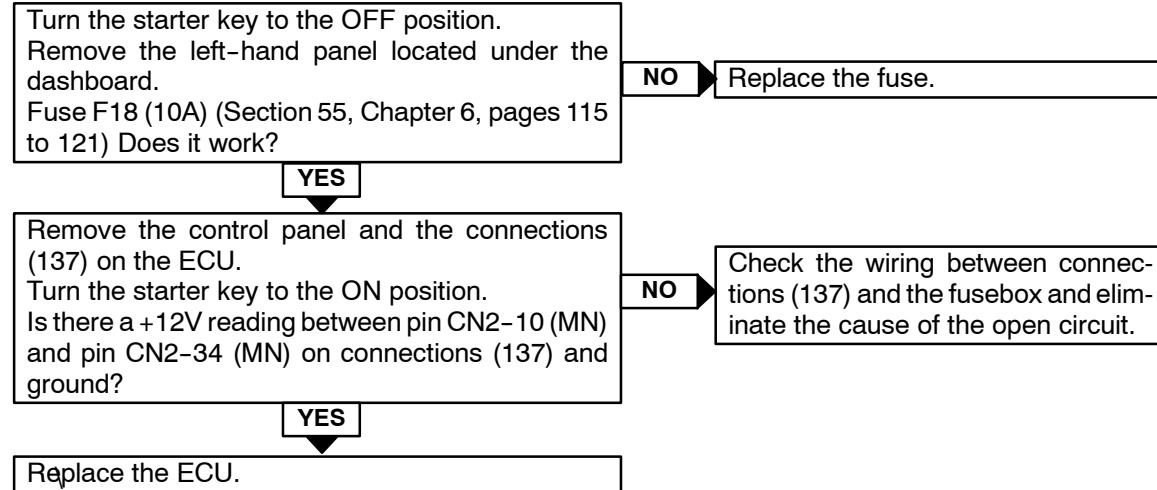 Turn the starter key to the OFF position.
Remove the left-hand panel located under the
dashboard.
Fuse F18 (10A) (Section 55, Chapter 6, pages 115
to 121) Does it work?
NO
Replace the fuse.
YES
Remove the control panel and the connections
(137) on the ECU.
Turn the starter key to the ON position.
Is there a +12V reading between pin CN2-10 (MN)
and pin CN2-34 (MN) on connections (137) and
ground?
NO
Check the wiring between connec-
tions (137) and the fusebox and elim-
inate the cause of the open circuit.
YES
Replace the ECU.